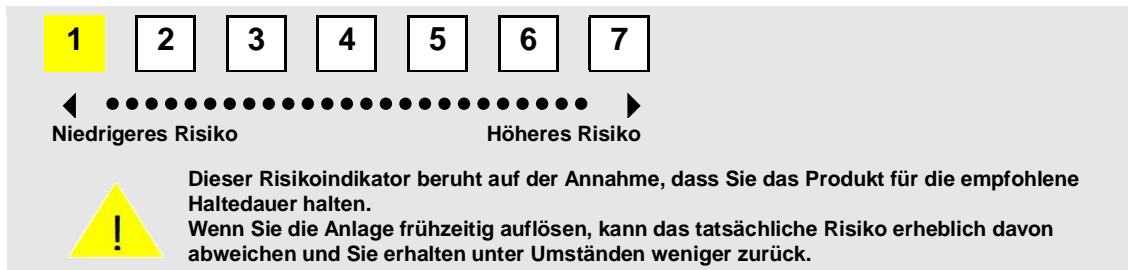 1 2 3 4 5 6 7
Niedrigeres Risiko Höheres Risiko
Dieser Risikoindikator beruht auf der Annahme, dass Sie das Produkt für die empfohlene
Haltedauer halten.
! Wenn Sie die Anlage frühzeitig auflösen, kann das tatsächliche Risiko erheblich davon
abweichen und Sie erhalten unter Umständen weniger zurück.